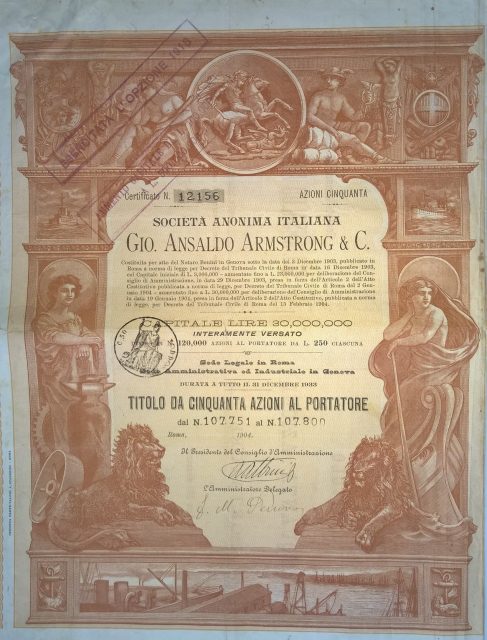 ESERCITATA L'OPZIONE 1918
Certificato N. 12156
AZIONI CINQUANTA
SOCIETÀ ANONIMA ITALIANA
GIO. ANSALDO ARMSTRONG & C.
Costituita per atto del Notaro Bendai in Genova sotto la data del 2 Dicembre 1903, pubblicato in
Roma a norma di legge per Decreto del Tribunale Civile di Roma in data 16 Dicembre 1903,
del Capitale iniziale di L. 5,000,000 - aumentato fino a L. 20,000,000 per deliberazione del Con-
siglio di Amministrazione, in data 29 Dicembre 1903, presa in forza dell'Articolo 2 dell'Atto
Costitutivo pubblicata a norma di legge, per Decreto del Tribunale Civile di Roma del 2 Gen-
naio 1904 - aumentato fino a L. 30,000,000 per deliberazione del Consiglio di Amministrazione
in data 19 Gennaio 1904, presa in forza dell'Articolo 2 dell'Atto Costitutivo, pubblicata a norma
di legge, per Decreto del Tribunale Civile di Roma del 13 Febbraio 1904.
CAPITALE LIRE 30,000,000
INTERAMENTE VERSATO
N. 120,000 AZIONI AL PORTATORE DA L. 250 CIASCUNA
Sede Legale in Roma
Sede Amministrativa ed Industriale in Genova
DURATA A TUTTO IL 31 DICEMBRE 1933
TITOLO DA CINQUANTA AZIONI AL PORTATORE
dal N. 107.751 al N. 107.800
Roma, 1904.
Il Presidente del Consiglio d'Amministrazione
L'Amministratore Delegato